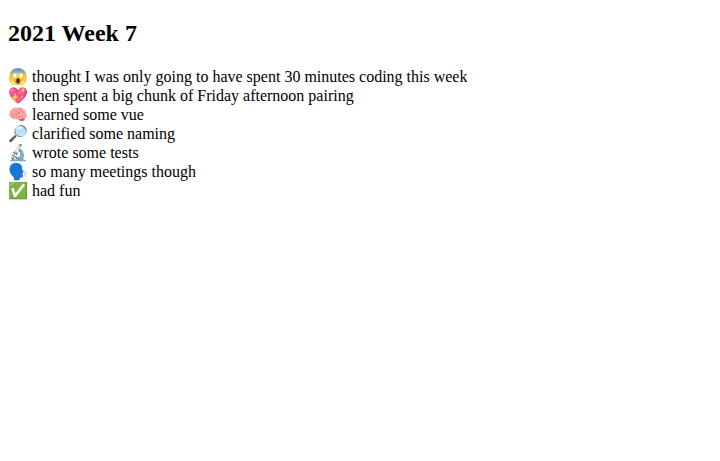 2021 Week 7
😱 thought I was only going to have spent 30 minutes coding this week
💖 then spent a big chunk of Friday afternoon pairing
🧠 learned some vue
🔎 clarified some naming
🔬 wrote some tests
🗣️ so many meetings though
✅ had fun